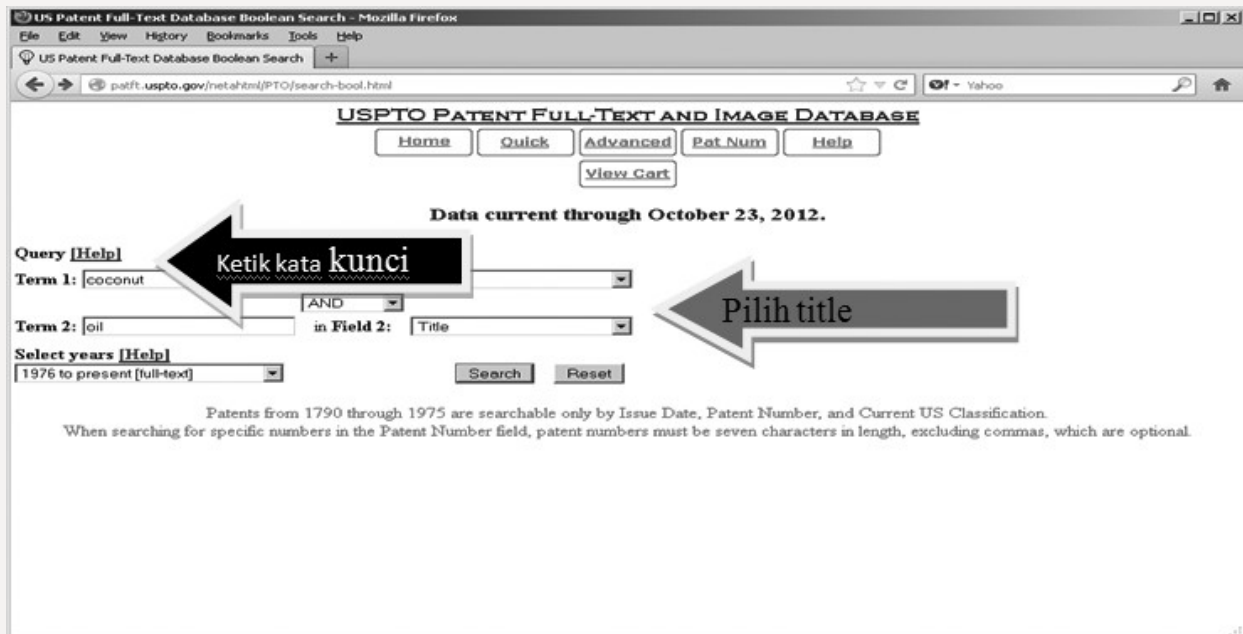 US Patent Full-Text Database Boolean Search - Mozilla Firefox
File Edit View History Bookmarks Tools Help
US Patent Full-Text Database Boolean Search +
patft.uspto.gov/netahtml/PTO/search-bool.html Yahoo
USPTO PATENT FULL-TEXT AND IMAGE DATABASE
Home Quick Advanced Pat Num Help
View Cart
Data current through October 23, 2012.
Query [Help]
Ketik kata kunci
Term 1: coconut
AND
Pilih title
Term 2: oil in Field 2: Title
Select years [Help]
1976 to present [full-text] Search Reset
Patents from 1790 through 1975 are searchable only by Issue Date, Patent Number, and Current US Classification.
When searching for specific numbers in the Patent Number field, patent numbers must be seven characters in length, excluding commas, which are optional.